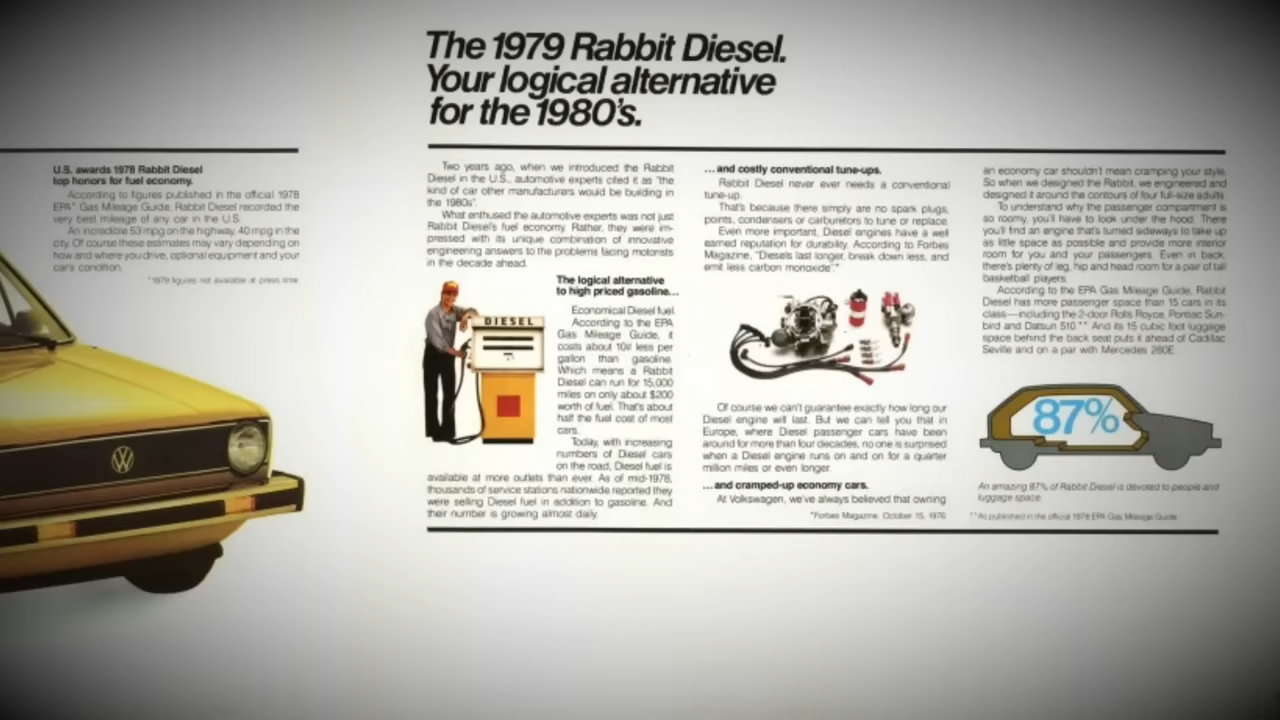 The 1979 Rabbit Diesel.
Your logical alternative
for the 1980's.
U.S. awards 1978 Rabbit Diesel
top honors for fuel economy.
According to figures published in the official 1978
EPA* Gas Mileage Guide, Rabbit Diesel recorded the
very best mileage of any car in the U.S.
An incredible 53 mpg on the highway. 40 mpg in the
city. Of course these estimates may vary depending on
how and where you drive, optional equipment and your
car's condition.
*1979 figures not available at press time
Two years ago, when we introduced the Rabbit
Diesel in the U.S., automotive experts cited it as "the
kind of car other manufacturers would be building in
the 1980s".
What enthused the automotive experts was not just
Rabbit Diesel's fuel economy. Rather, they were im-
pressed with its unique combination of innovative
engineering answers to the problems facing motorists
in the decade ahead.
The logical alternative
to high priced gasoline...
Economical Diesel fuel.
According to the EPA
Gas Mileage Guide, it
costs about 10¢ less per
gallon than gasoline.
Which means a Rabbit
Diesel can run for 15,000
miles on only about $200
worth of fuel. That's about
half the fuel cost of most
cars.
Today, with increasing
numbers of Diesel cars
on the road, Diesel fuel is
available at more outlets than ever. As of mid-1978,
thousands of service stations nationwide reported they
were selling Diesel fuel in addition to gasoline. And
their number is growing almost daily.
DIESEL
...and costly conventional tune-ups.
Rabbit Diesel never ever needs a conventional
tune-up.
That's because there simply are no spark plugs,
points, condensers or carburetors to tune or replace.
Even more important, Diesel engines have a well
earned reputation for durability. According to Forbes
Magazine, "Diesels last longer, break down less, and
emit less carbon monoxide".*
Of course we can't guarantee exactly how long our
Diesel engine will last. But we can tell you that in
Europe, where Diesel passenger cars have been
around for more than four decades, no one is surprised
when a Diesel engine runs on and on for a quarter
million miles or even longer.
...and cramped-up economy cars.
At Volkswagen, we've always believed that owning
*Forbes Magazine, October 15, 1976
an economy car shouldn't mean cramping your style.
So when we designed the Rabbit, we engineered and
designed it around the contours of four full-size adults.
To understand why the passenger compartment is
so roomy, you'll have to look under the hood. There
you'll find an engine that's turned sideways to take up
as little space as possible and provide more interior
room for you and your passengers. Even in back,
there's plenty of leg, hip and head room for a pair of tall
basketball players.
According to the EPA Gas Mileage Guide, Rabbit
Diesel has more passenger space than 15 cars in its
class—including the 2-door Rolls Royce, Pontiac Sun-
bird and Datsun 510.** And its 15 cubic foot luggage
space behind the back seat puts it ahead of Cadillac
Seville and on a par with Mercedes 280E.
87%
An amazing 87% of Rabbit Diesel is devoted to people and
luggage space.
**As published in the official 1978 EPA Gas Mileage Guide